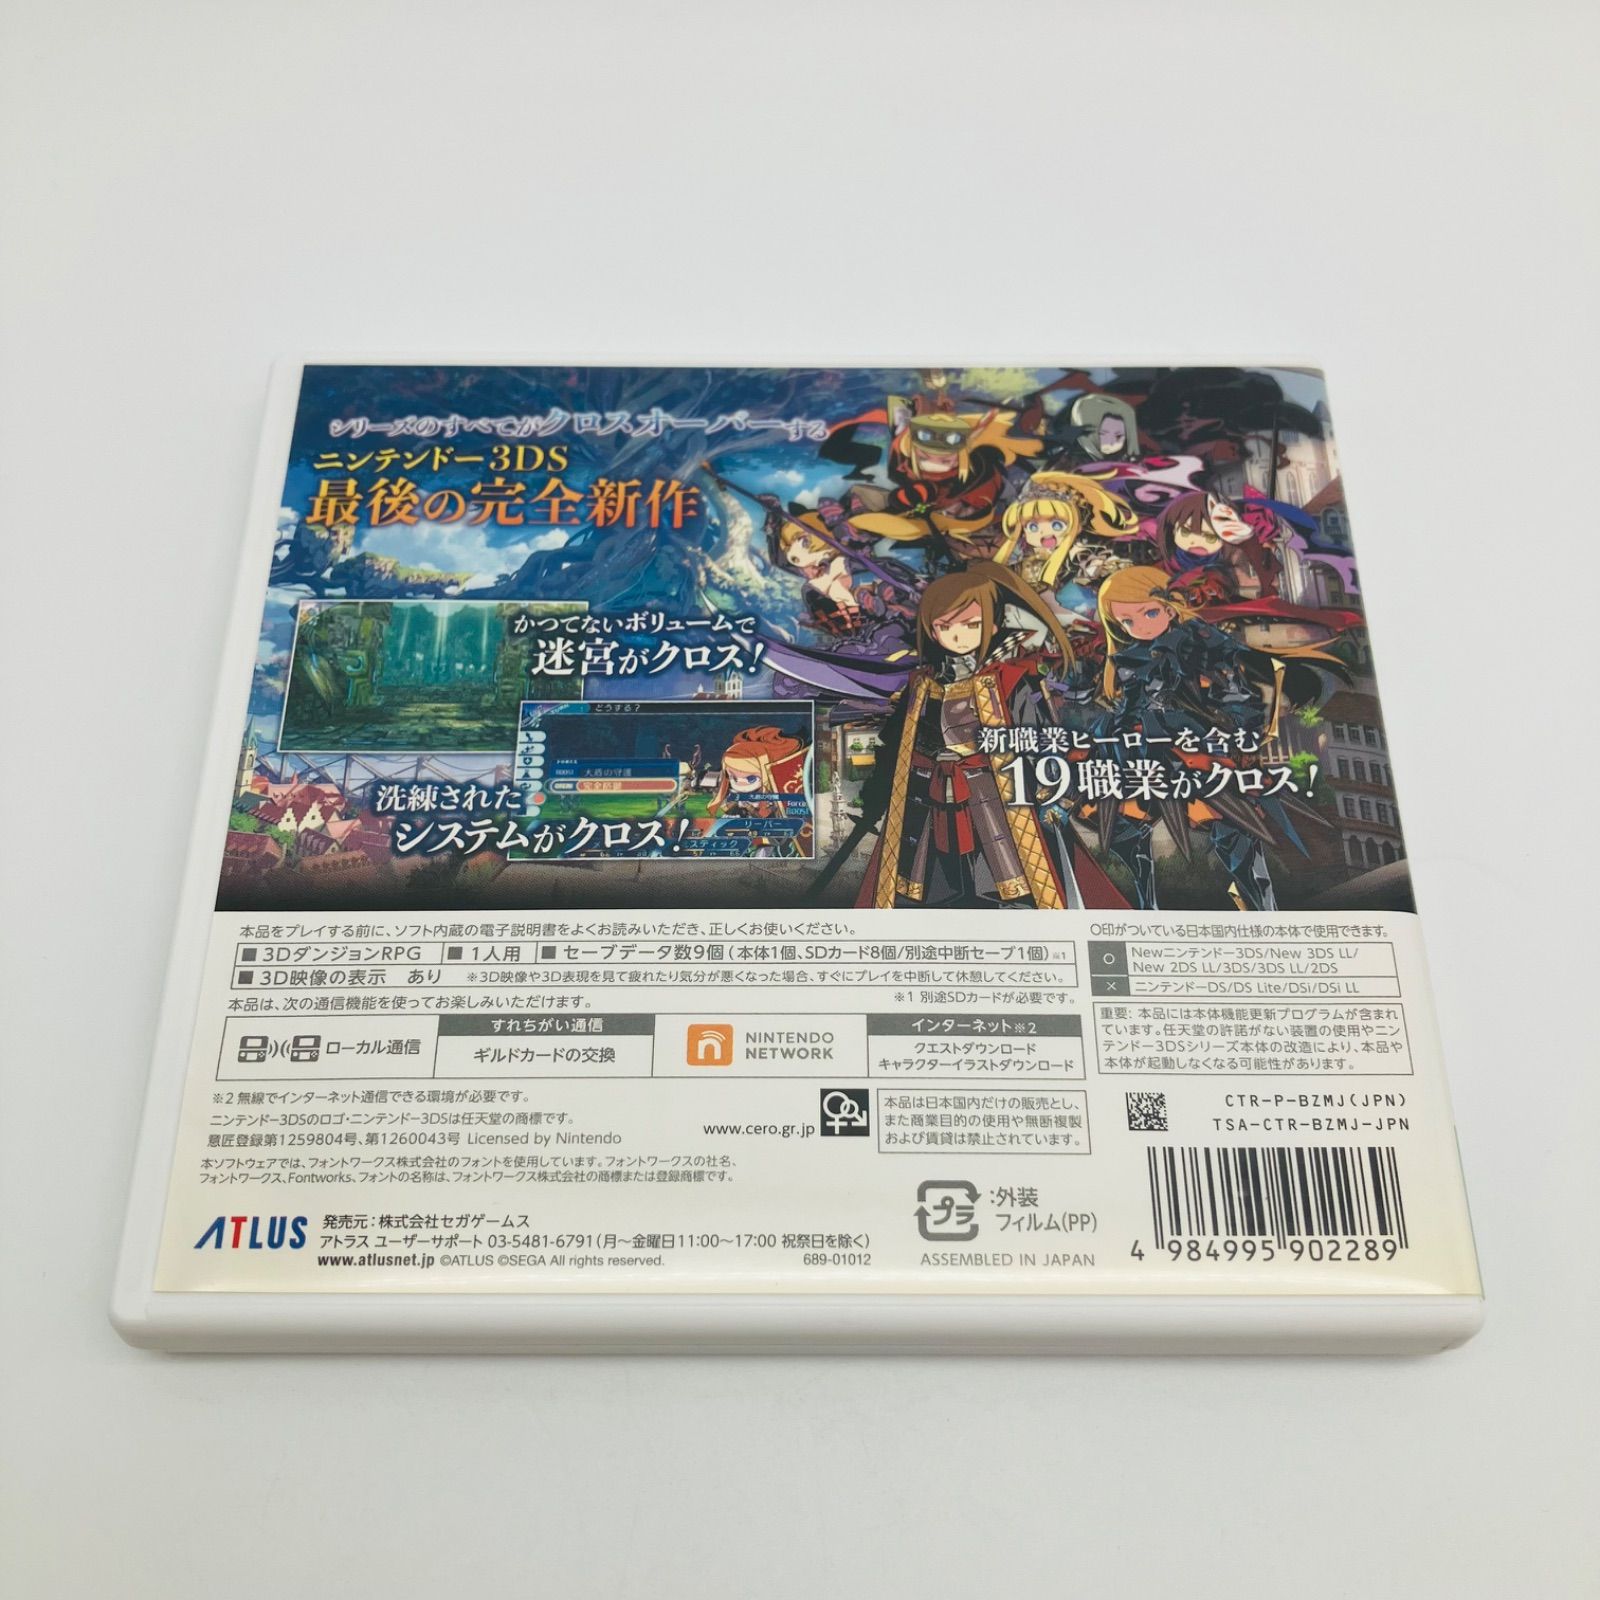 シリーズのすべてがクロスオーバーする
ニンテンドー3DS
最後の完全新作
かつてないボリュームで
迷宮がクロス!
どうする?
BOOST 大盾の守護
完全防御
大盾の守護
Force
BOOST
リーパー
洗練された
システムがクロス!
新職業ヒーローを含む
19職業がクロス!
本品をプレイする前に、ソフト内蔵の電子説明書をよくお読みいただき、正しくお使いください。
■ 3DダンジョンRPG ■ 1人用 ■ セーブデータ数9個(本体1個、SDカード8個/別途中断セーブ1個)※1
■ 3D映像の表示 あり ※3D映像や3D表現を見て疲れたり気分が悪くなった場合、すぐにプレイを中断して休憩してください。
本品は、次の通信機能を使ってお楽しみいただけます。
※1 別途SDカードが必要です。
ローカル通信
すれちがい通信
ギルドカードの交換
NINTENDO
NETWORK
インターネット※2
クエストダウンロード
キャラクターイラストダウンロード
○印がついている日本国内仕様の本体で使用できます。
○ Newニンテンドー3DS/New 3DS LL/
New 2DS LL/3DS/3DS LL/2DS
× ニンテンドーDS/DS Lite/DSi/DSi LL
重要: 本品には本体機能更新プログラムが含まれ
ています。任天堂の許諾がない装置の使用やニン
テンドー3DSシリーズ本体の改造により、本品や
本体が起動しなくなる可能性があります。
※2 無線でインターネット通信できる環境が必要です。
ニンテンドー3DSのロゴ・ニンテンドー3DSは任天堂の商標です。
意匠登録第1259804号、第1260043号 Licensed by Nintendo
本ソフトウェアでは、フォントワークス株式会社のフォントを使用しています。フォントワークスの社名、
フォントワークス、Fontworks、フォントの名称は、フォントワークス株式会社の商標または登録商標です。
www.cero.gr.jp
本品は日本国内だけの販売とし、
また商業目的の使用や無断複製
および賃貸は禁止されています。
CTR-P-BZMJ(JPN)
TSA-CTR-BZMJ-JPN
ATLUS
発売元:株式会社セガゲームス
アトラス ユーザーサポート 03-5481-6791(月〜金曜日11:00〜17:00 祝祭日を除く)
www.atlusnet.jp ©ATLUS ©SEGA All rights reserved.
689-01012
プラ
:外装
フィルム(PP)
ASSEMBLED IN JAPAN
4 984995 902289